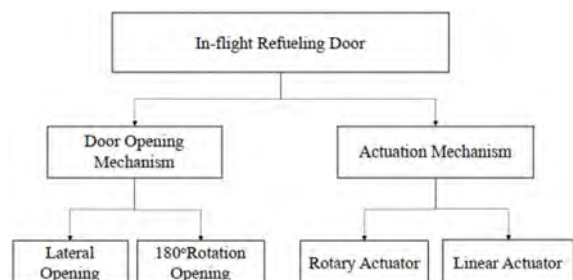 In-flight Refueling Door
Door Opening
Mechanism
Actuation Mechanism
Lateral
Opening
180°Rotation
Opening
Rotary Actuator
Linear Actuator